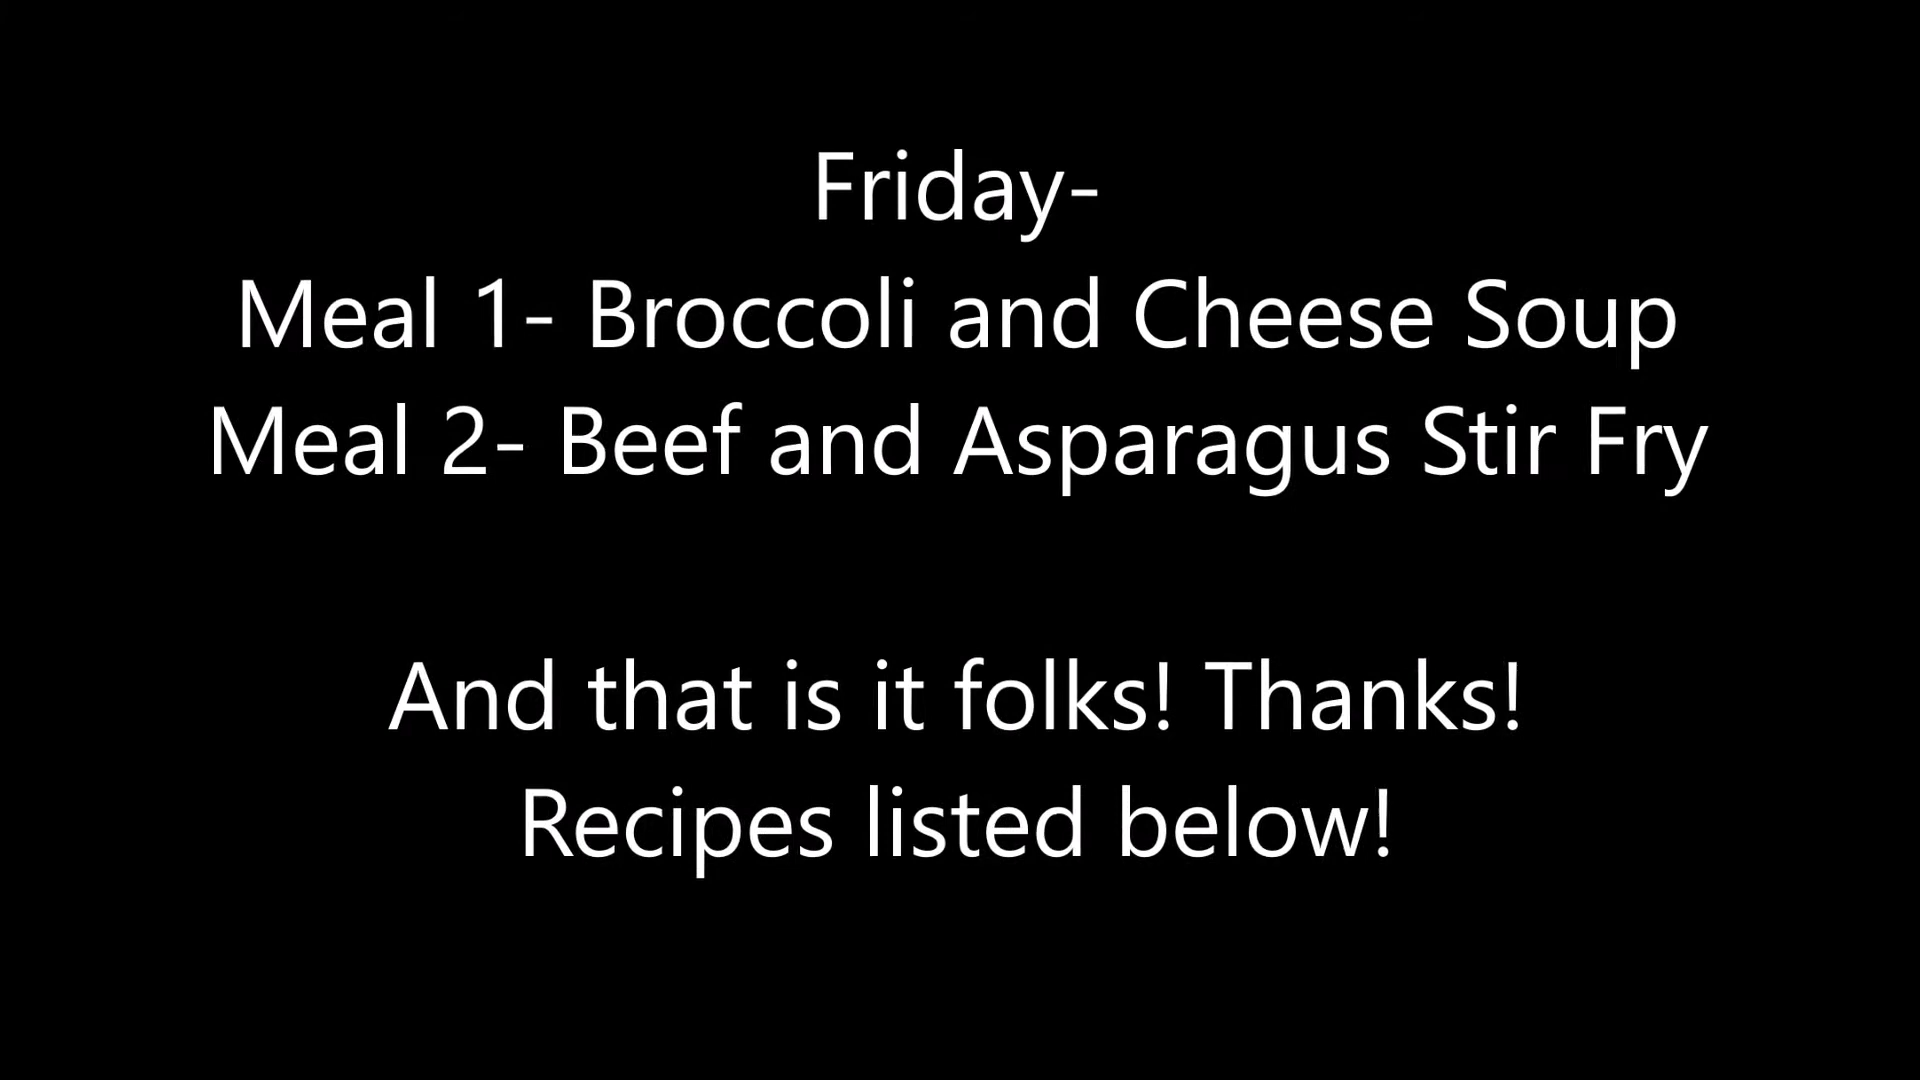 Friday-
Meal 1- Broccoli and Cheese Soup
Meal 2- Beef and Asparagus Stir Fry
And that is it folks! Thanks!
Recipes listed below!